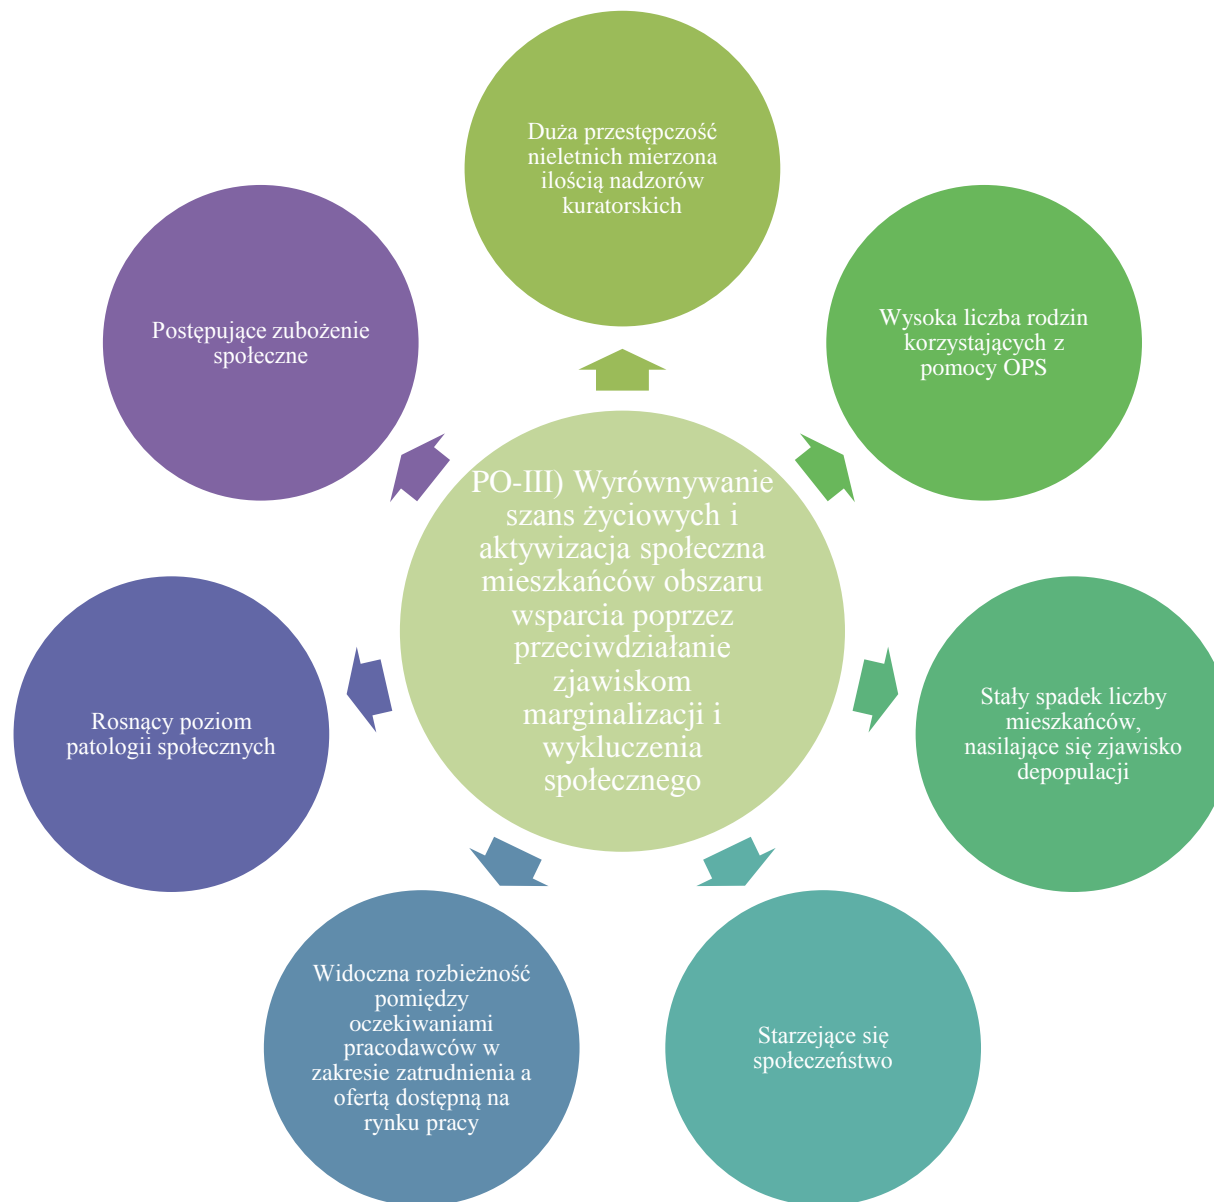 Duża przestępczość
nieletnich mierzona
ilością nadzorów
kuratorskich
Wysoka liczba rodzin
korzystających z
pomocy OPS
Stały spadek liczby
mieszkańców,
nasilające się zjawisko
depopulacji
Starzejące się
społeczeństwo
Widoczna rozbieżność
pomiędzy
oczekiwaniami
pracodawców w
zakresie zatrudnienia a
ofertą dostępną na
rynku pracy
Rosnący poziom
patologii społecznych
Postępujące zubożenie
społeczne
PO-III) Wyrównywanie
szans życiowych i
aktywizacja społeczna
mieszkańców obszaru
wsparcia poprzez
przeciwdziałanie
zjawiskom
marginalizacji i
wykluczenia
społecznego